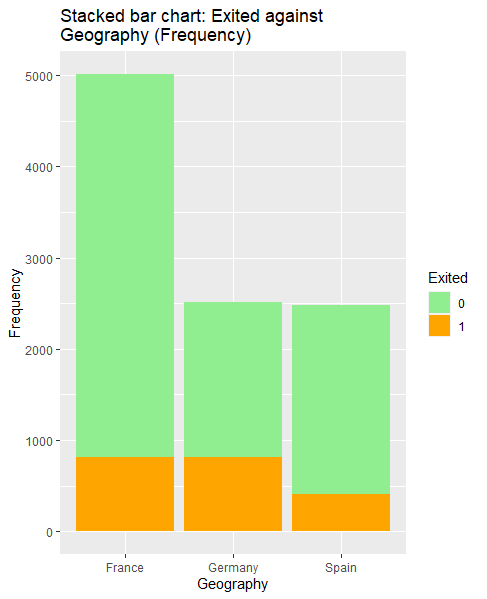 Stacked bar chart: Exited against
Geography (Frequency)
5000
4000
3000
2000
1000
0
Frequency
France
Germany
Spain
Geography
Exited
0
1